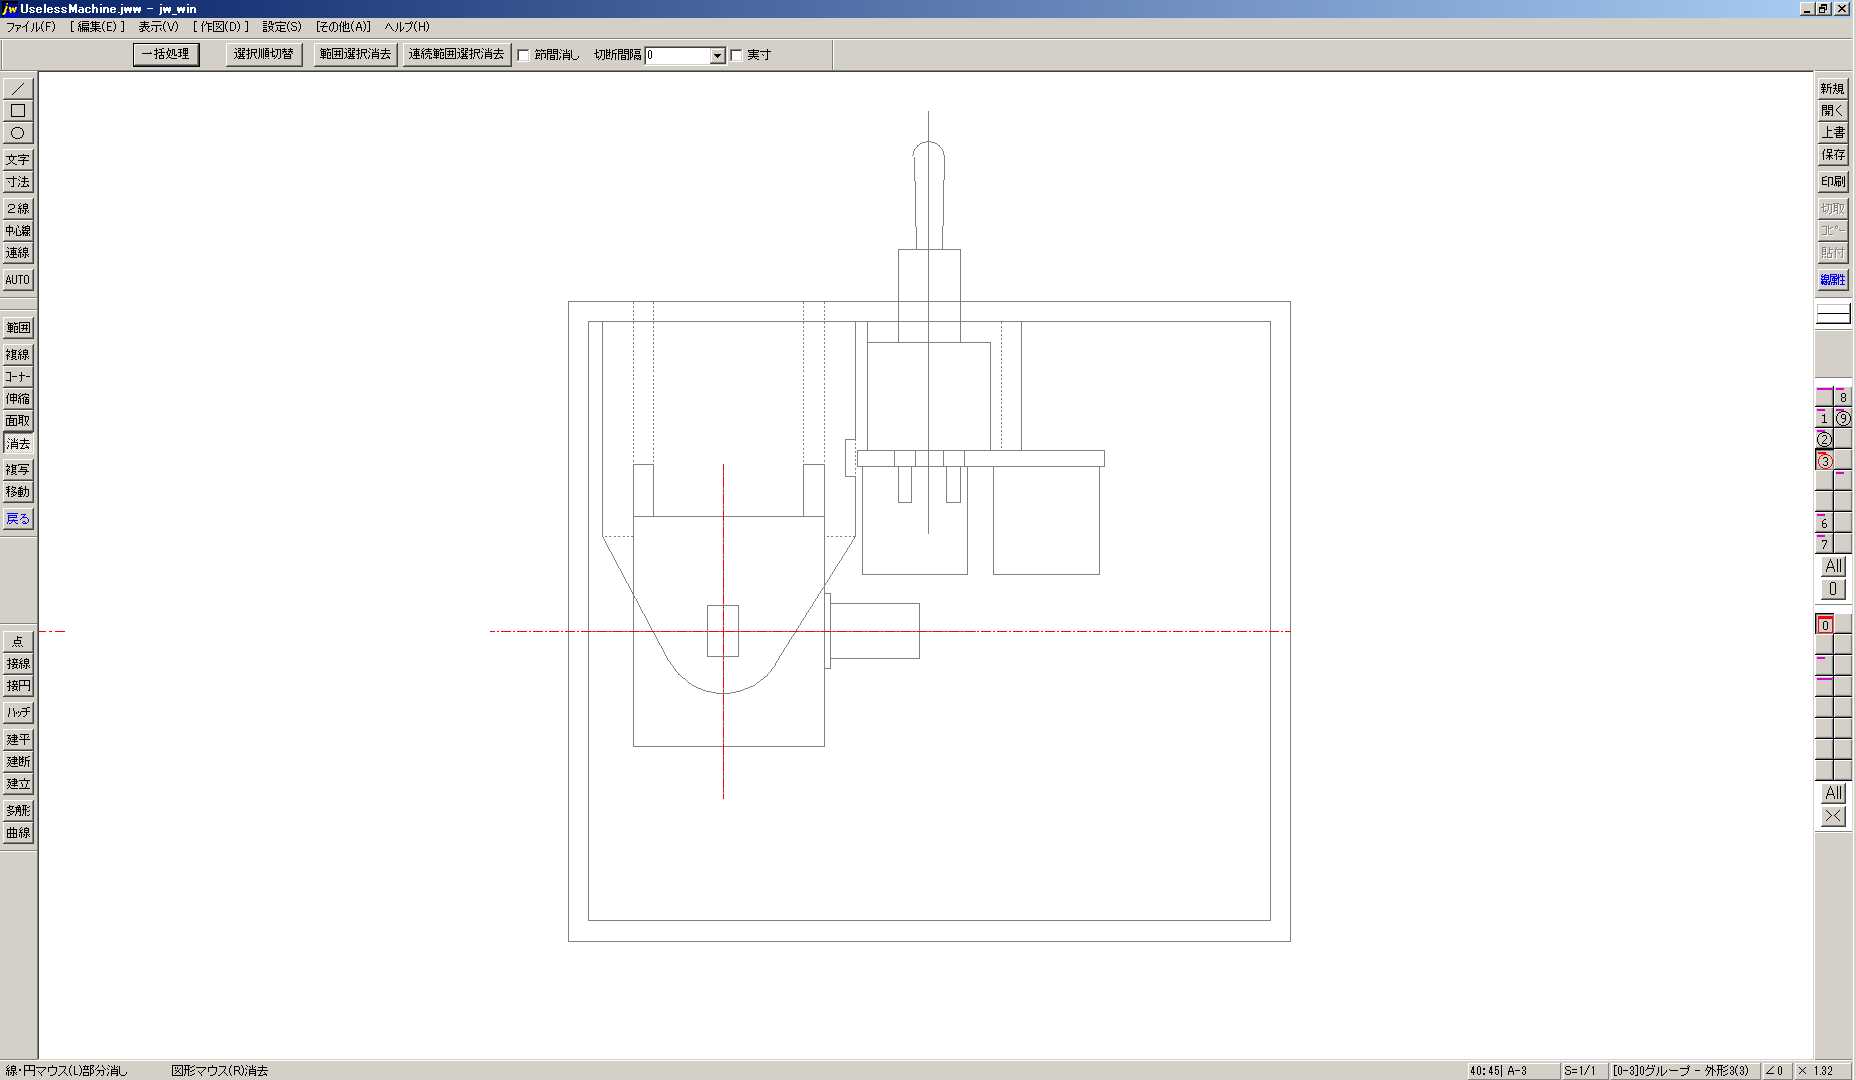 jw UselessMachine.jww - jw_win
ファイル(F) [ 編集(E) ] 表示(V) [ 作図(D) ] 設定(S) [その他(A)] ヘルプ(H)
一括処理 選択順切替 範囲選択消去 連続範囲選択消去 節間消し 切断間隔 0 実寸
文字
寸法
2線
中心線
連線
AUTO
範囲
複線
コーナー
伸縮
面取
消去
複写
移動
戻る
点
接線
接円
ハッチ
建平
建断
建立
多角形
曲線
新規
開く
上書
保存
印刷
切取
コピー
貼付
線属性
8
1 9
2
3
6
7
All
0
0
All
線・円マウス(L)部分消し 図形マウス(R)消去 40: 45| A-3 S=1/1 [0-3]0グループ - 外形3(3) ∠0 × 1.32